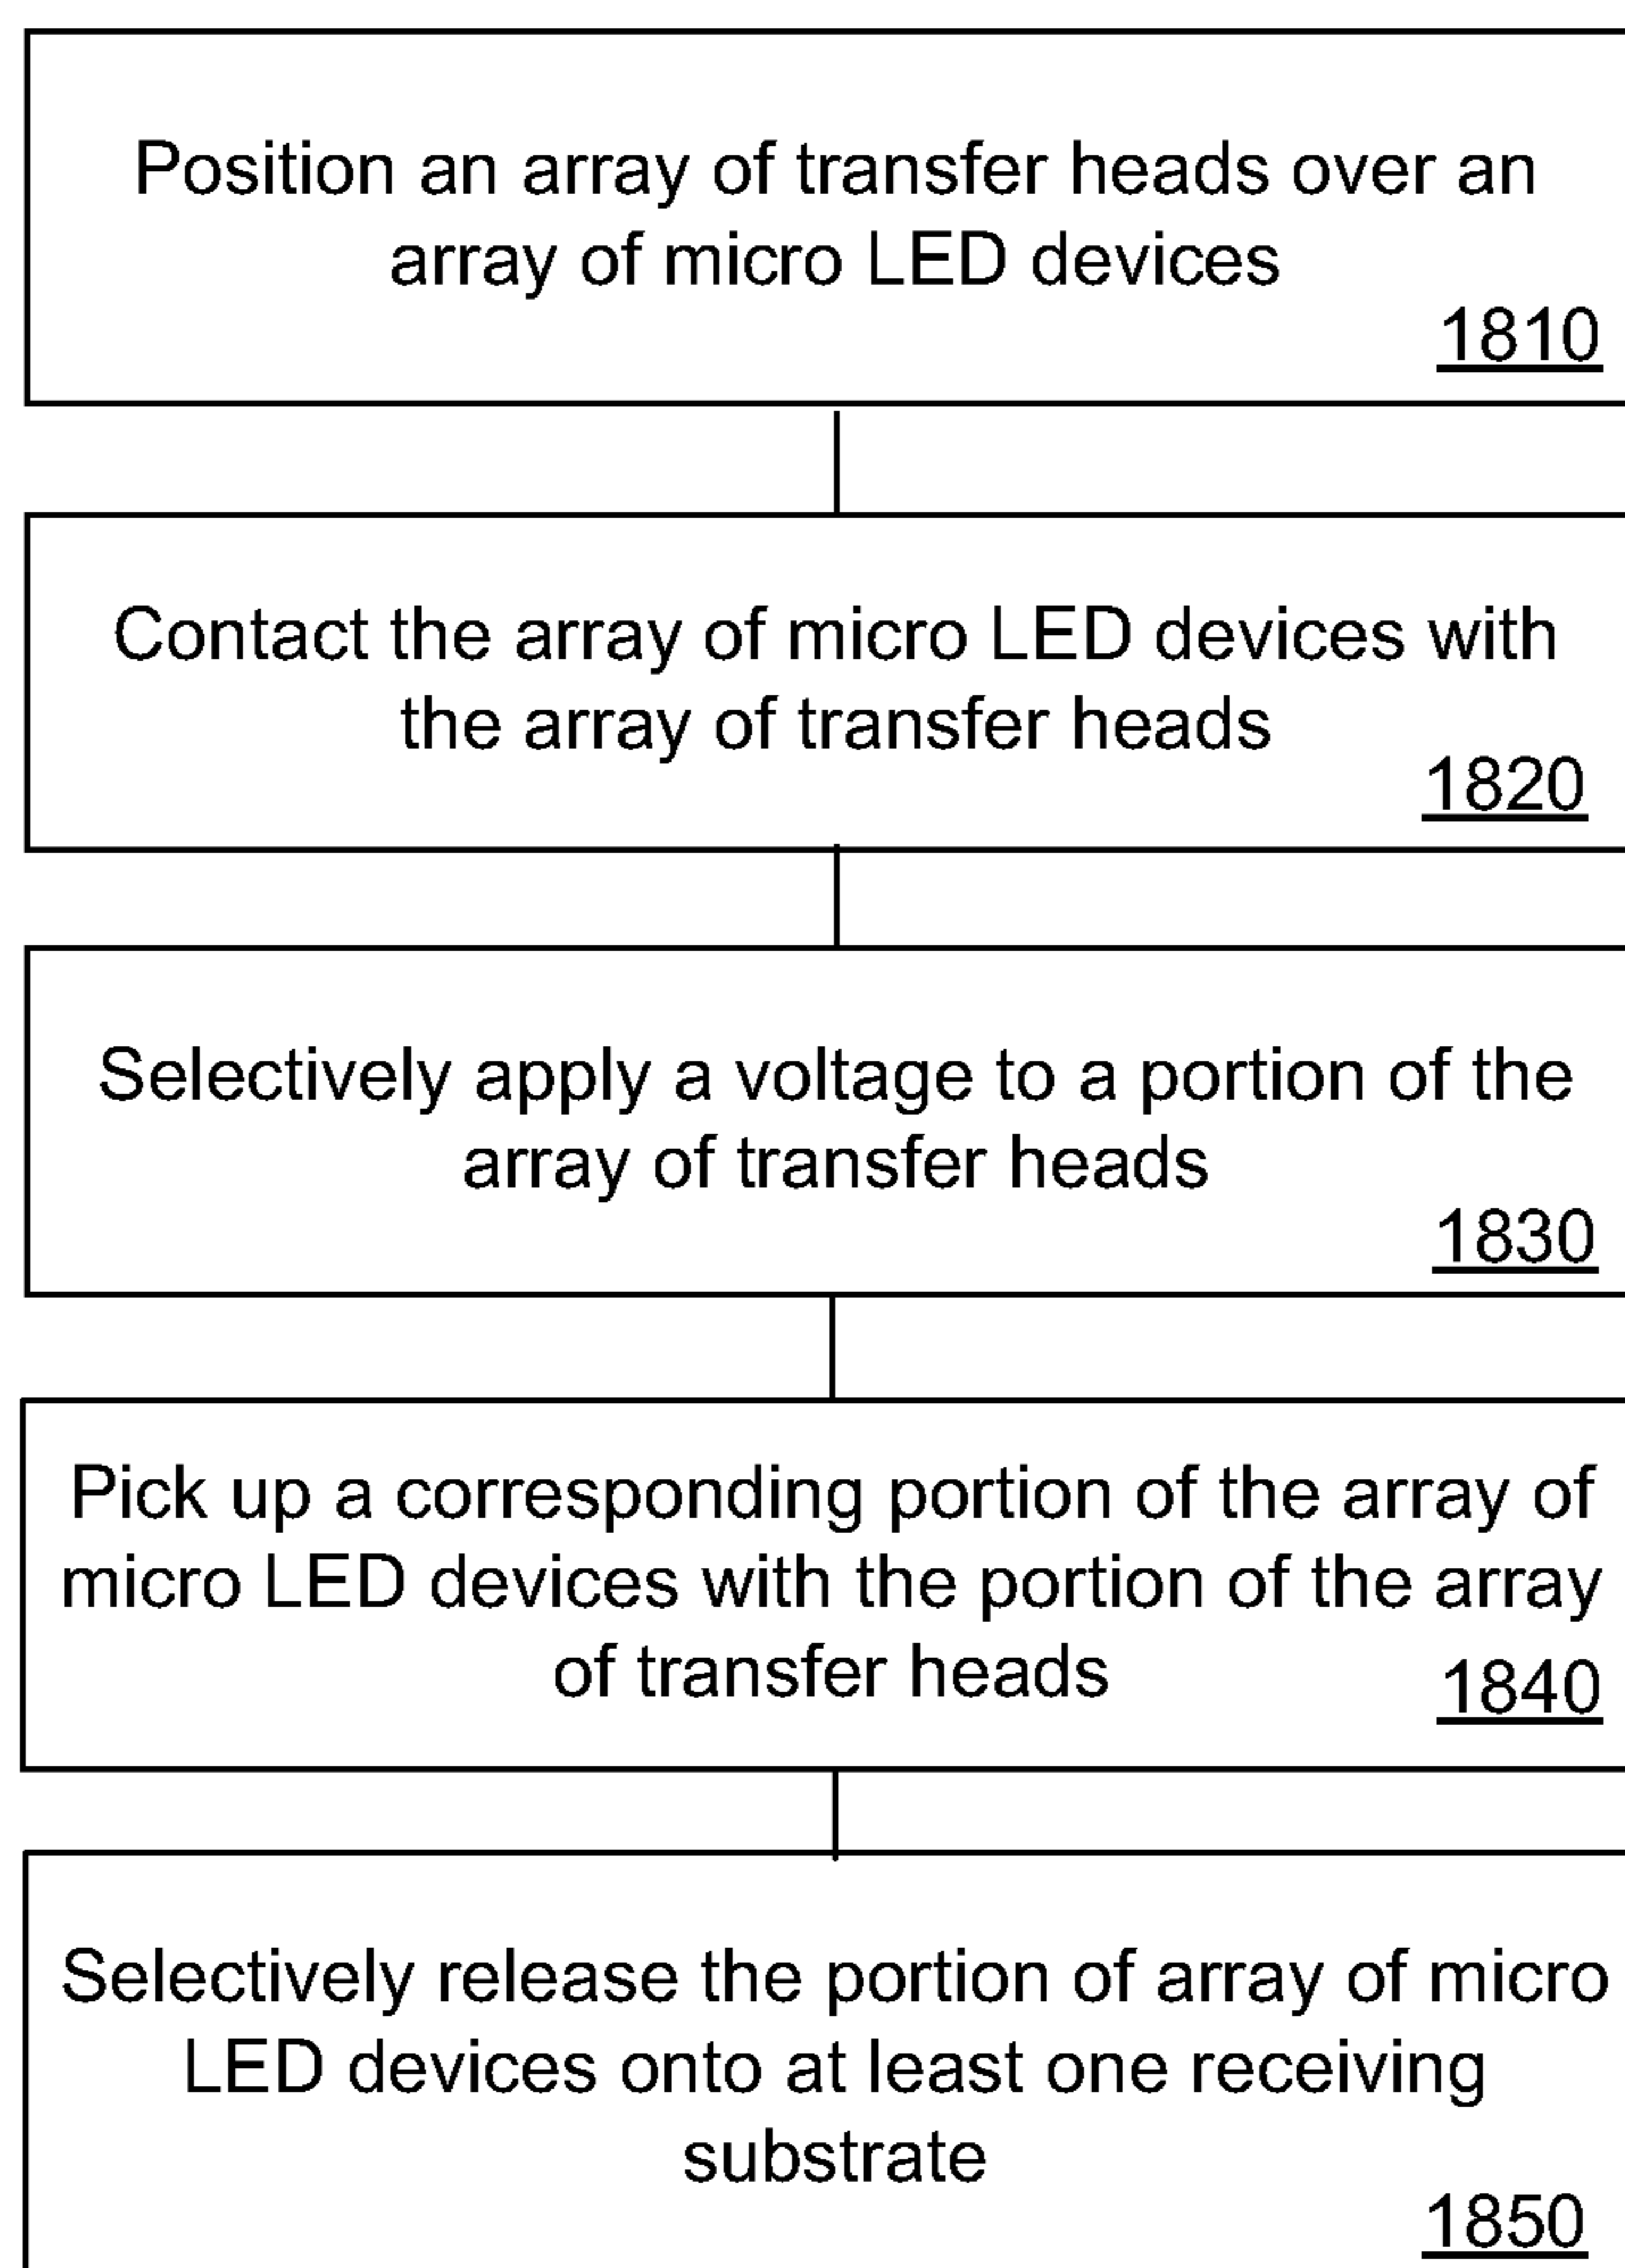 Position an array of transfer heads over an
array of micro LED devices
1810
Contact the array of micro LED devices with
the array of transfer heads
1820
Selectively apply a voltage to a portion of the
array of transfer heads
1830
Pick up a corresponding portion of the array of
micro LED devices with the portion of the array
of transfer heads
1840
Selectively release the portion of array of micro
LED devices onto at least one receiving
substrate
1850